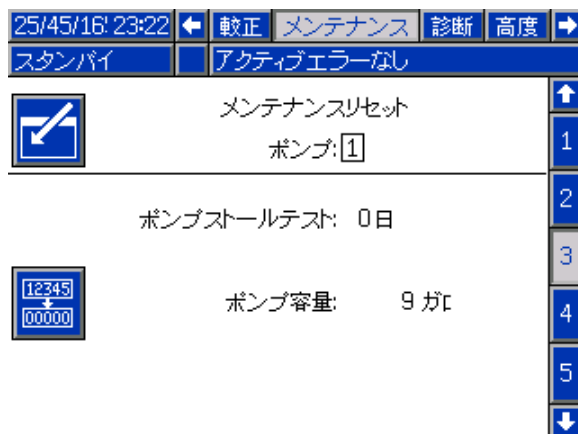 25/45/16! 23:22 較正 メンテナンス 診断 高度
スタンバイ アクティブエラーなし
メンテナンスリセット
ポンプ: 1
1
2
ポンプストールテスト: 0日
3
12345
00000
ポンプ容量: 9 ガロ
4
5